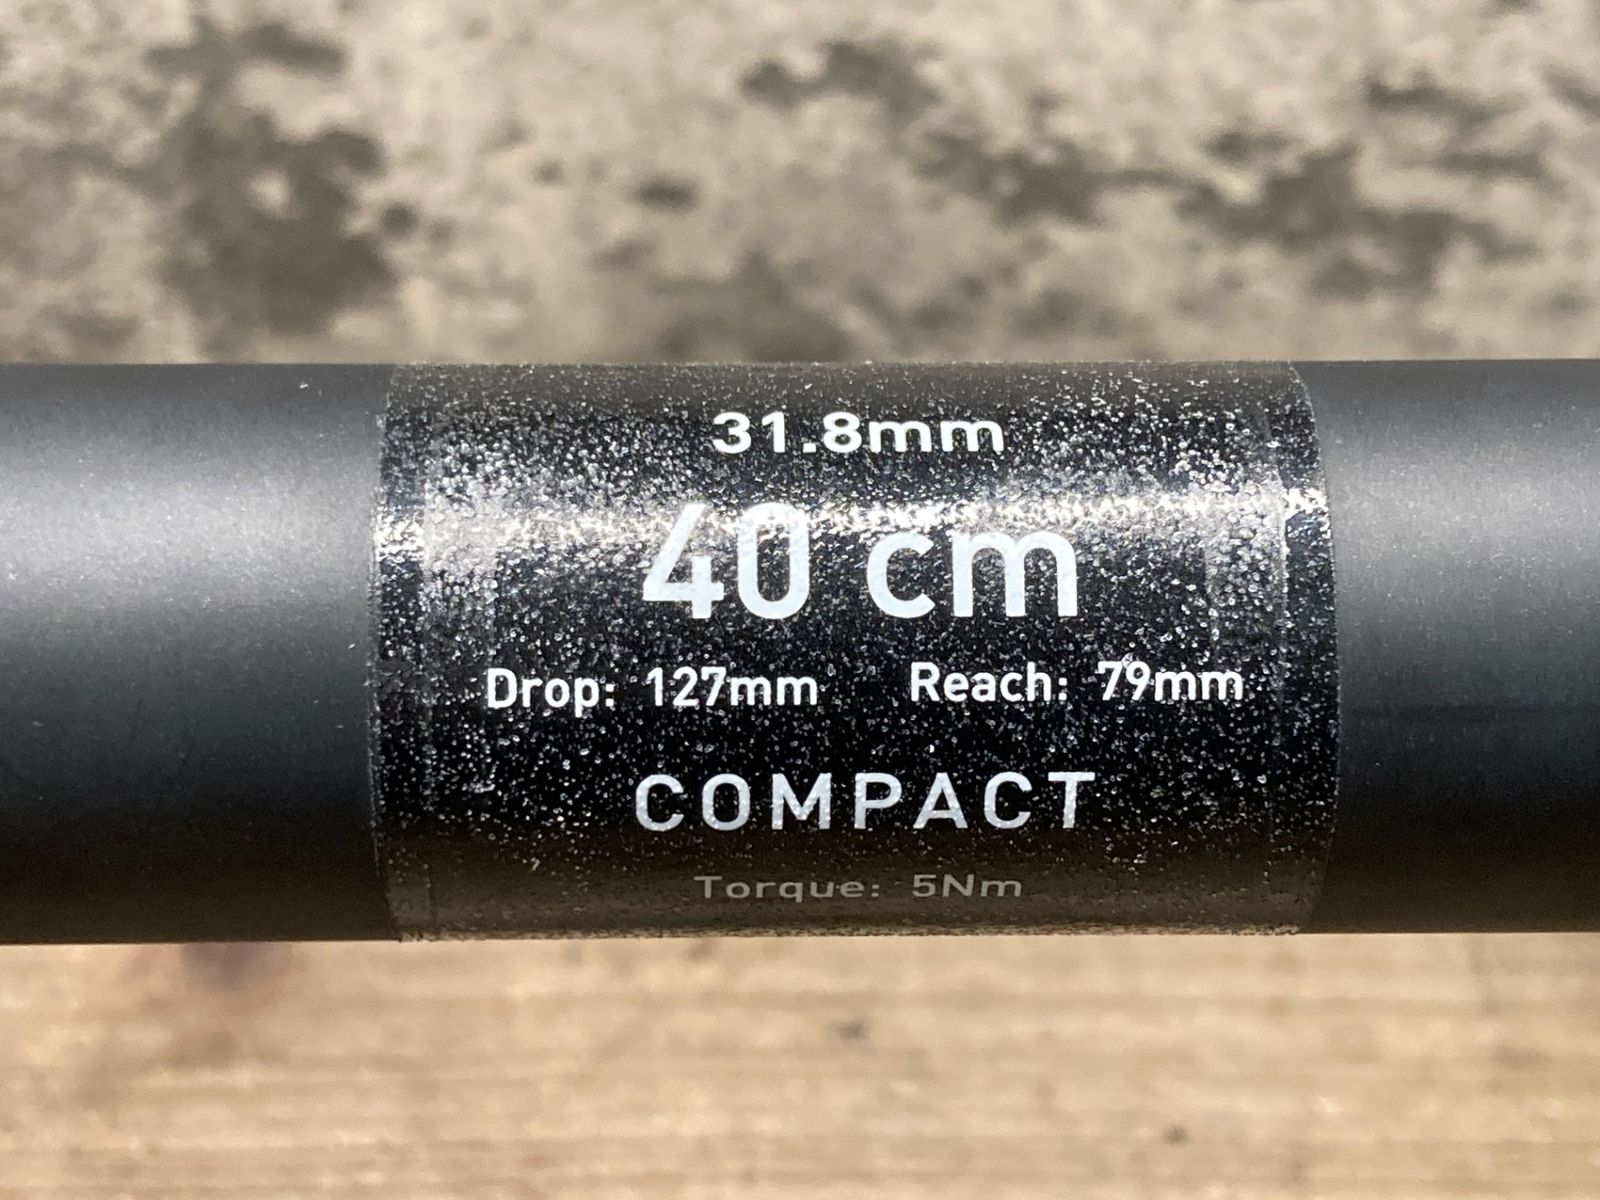 31.8mm
40 cm
Drop: 127mm Reach: 79mm
COMPACT
Torque: 5Nm